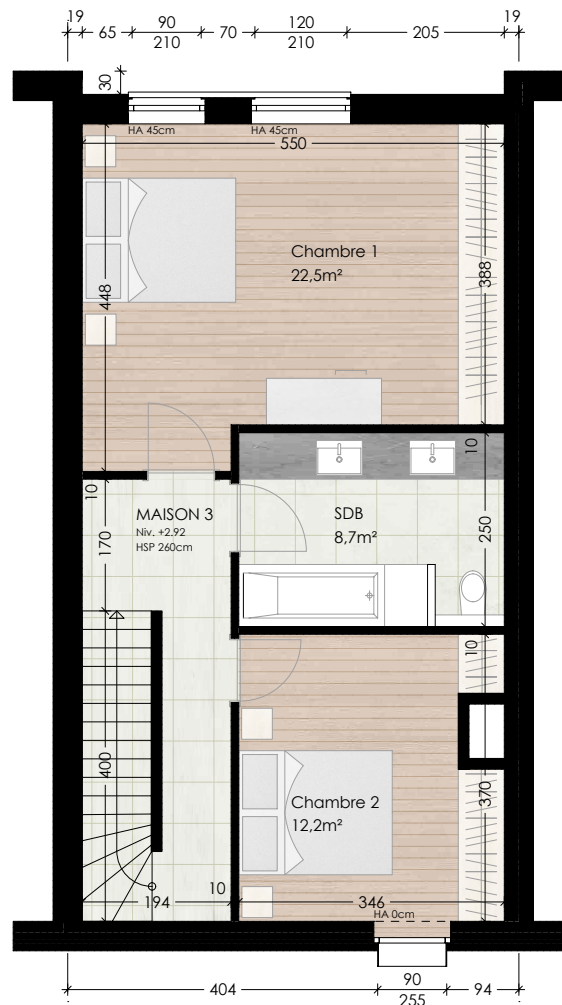 19 65 90 70 120 205 19
210 210
30
HA 45cm HA 45cm
550
Chambre 1
22,5m²
448
388
10
10
MAISON 3
Niv. +2.92
HSP 260cm
SDB
8,7m²
170
250
10
400
Chambre 2
12,2m²
370
10
194
346
HA 0cm
404 90 94
255